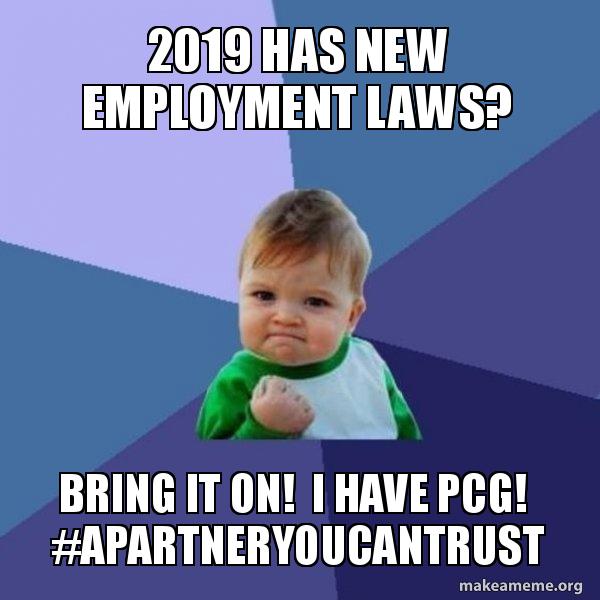 2019 HAS NEW
EMPLOYMENT LAWS?
BRING IT ON!  I HAVE PCG!
#APARTNERYOUCANTRUST
makeameme.org